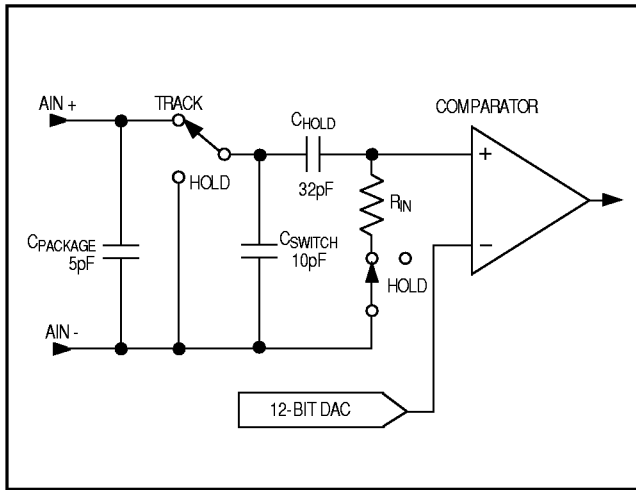 AIN +
TRACK
COMPARATOR
CHOLD
+
HOLD
32pF
RIN
CPACKAGE
5pF
CSWITCH
10pF
−
HOLD
AIN -
12-BIT DAC